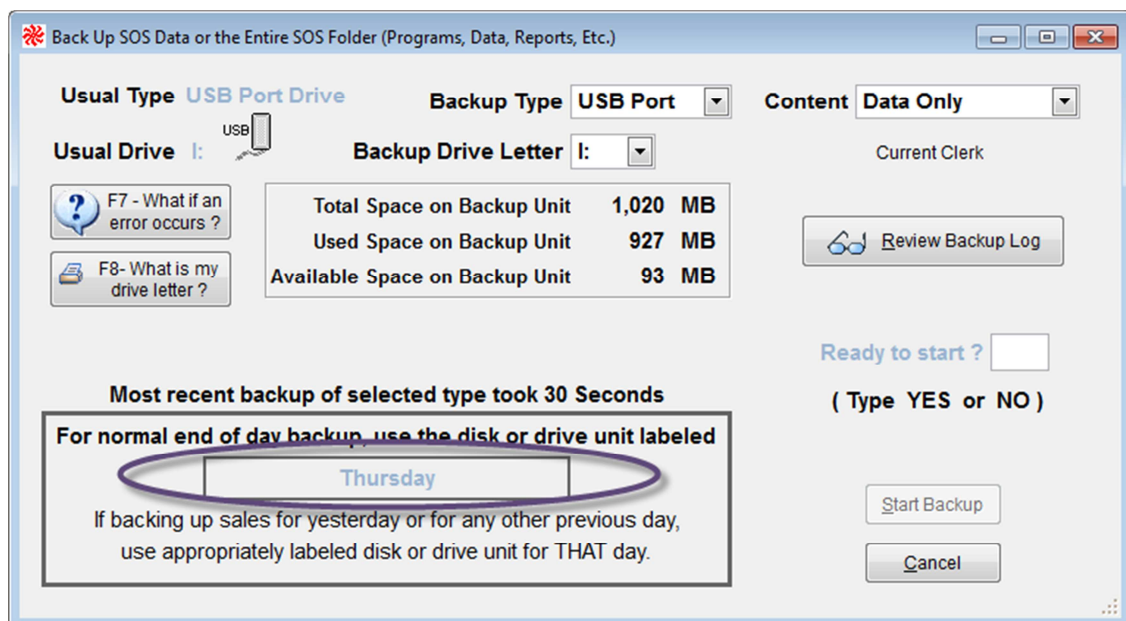 Back Up SOS Data or the Entire SOS Folder (Programs, Data, Reports, Etc.)
Usual Type USB Port Drive
Backup Type USB Port
Content Data Only
USB
Usual Drive I:
Backup Drive Letter I:
Current Clerk
F7 - What if an
error occurs ?
F8- What is my
drive letter ?
Total Space on Backup Unit 1,020 MB
Used Space on Backup Unit 927 MB
Available Space on Backup Unit 93 MB
Review Backup Log
Ready to start ?
( Type YES or NO )
Most recent backup of selected type took 30 Seconds
For normal end of day backup, use the disk or drive unit labeled
Thursday
If backing up sales for yesterday or for any other previous day,
use appropriately labeled disk or drive unit for THAT day.
Start Backup
Cancel